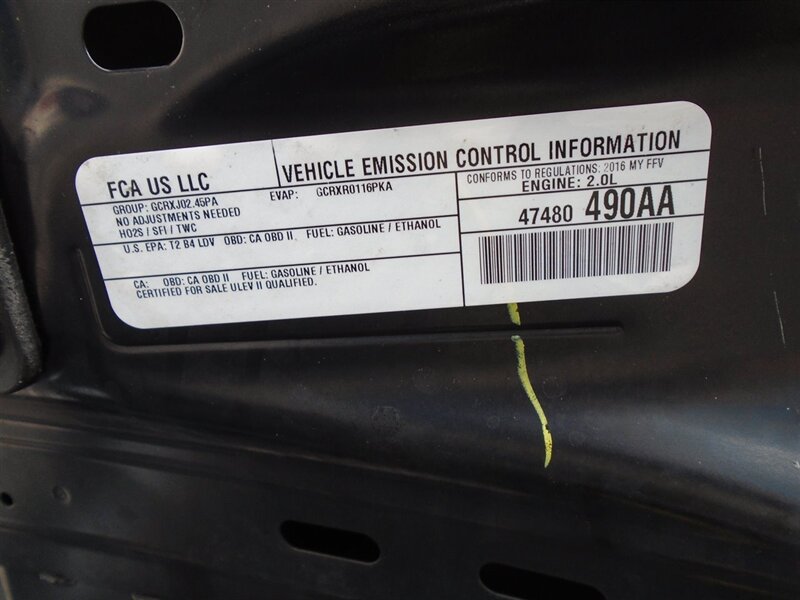 FCA US LLC
VEHICLE EMISSION CONTROL INFORMATION
GROUP: GCRXJ02.45PA EVAP: GCRXR0116PKA
NO ADJUSTMENTS NEEDED
HO2S / SFI / TWC
CONFORMS TO REGULATIONS: 2016 MY FFV
ENGINE: 2.0L
U.S. EPA: T2 B4 LDV OBD: CA OBD II FUEL: GASOLINE / ETHANOL
47480 490AA
CA: OBD: CA OBD II FUEL: GASOLINE / ETHANOL
CERTIFIED FOR SALE ULEV II QUALIFIED.